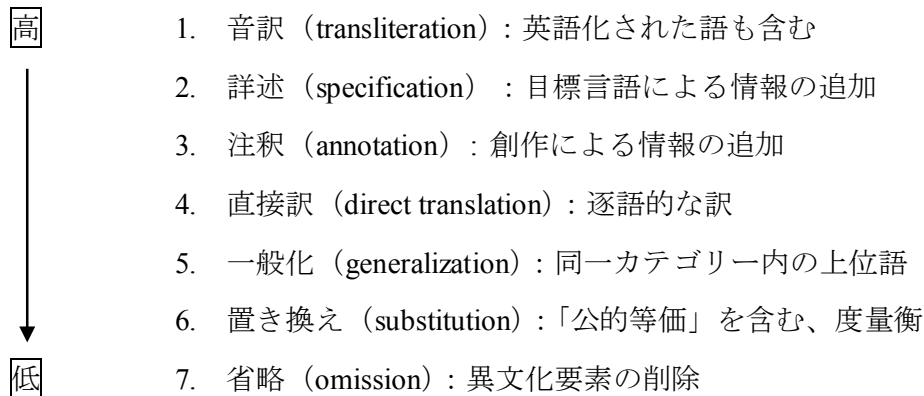 高 1. 音訳（transliteration）: 英語化された語も含む
2. 詳述（specification） : 目標言語による情報の追加
3. 注釈（annotation）: 創作による情報の追加
4. 直接訳（direct translation）: 逐語的な訳
5. 一般化（generalization）: 同一カテゴリー内の上位語
6. 置き換え（substitution）:「公的等価」を含む、度量衡
低 7. 省略（omission）: 異文化要素の削除